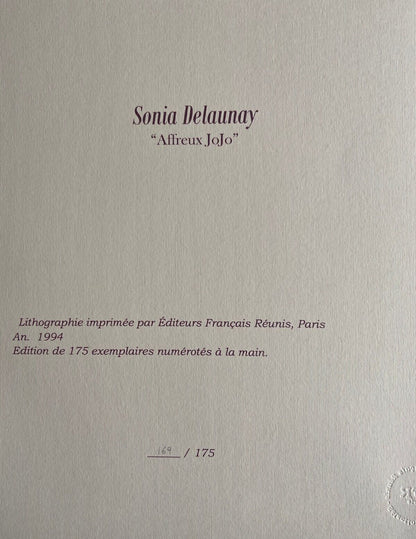 Sonia Delaunay
“Affreux JoJo”
Lithographie imprimée par Éditeurs Français Réunis, Paris
An. 1994
Edition de 175 exemplaires numérotés à la main.
169 / 175